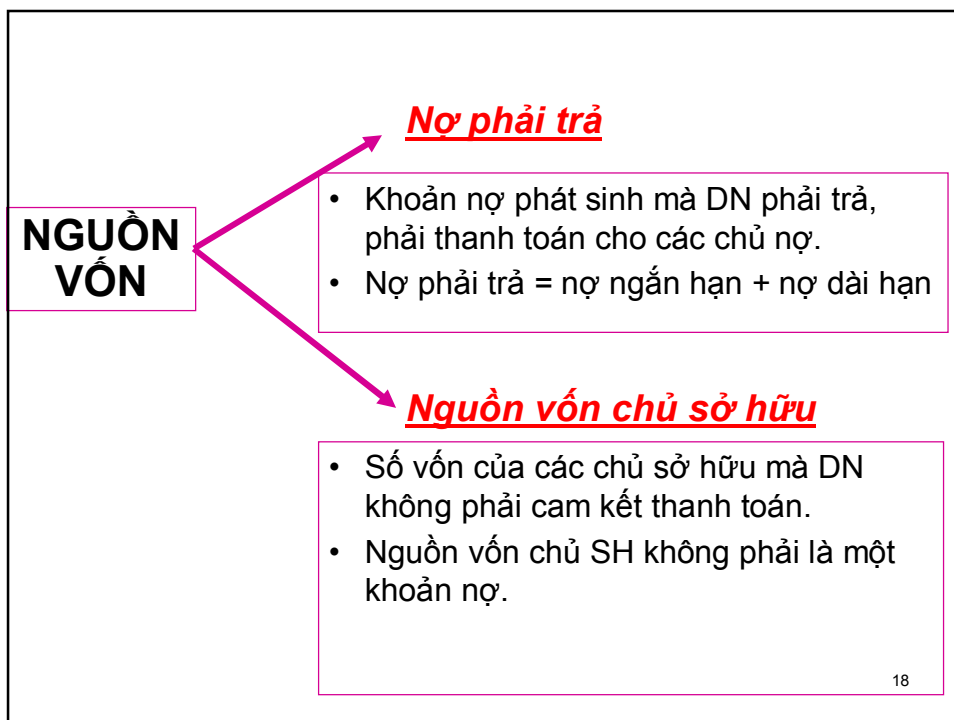 Nợ phải trả
NGUỒN
VỐN
• Khoản nợ phát sinh mà DN phải trả,
phải thanh toán cho các chủ nợ.
• Nợ phải trả = nợ ngắn hạn + nợ dài hạn
Nguồn vốn chủ sở hữu
• Số vốn của các chủ sở hữu mà DN
không phải cam kết thanh toán.
• Nguồn vốn chủ SH không phải là một
khoản nợ.
18